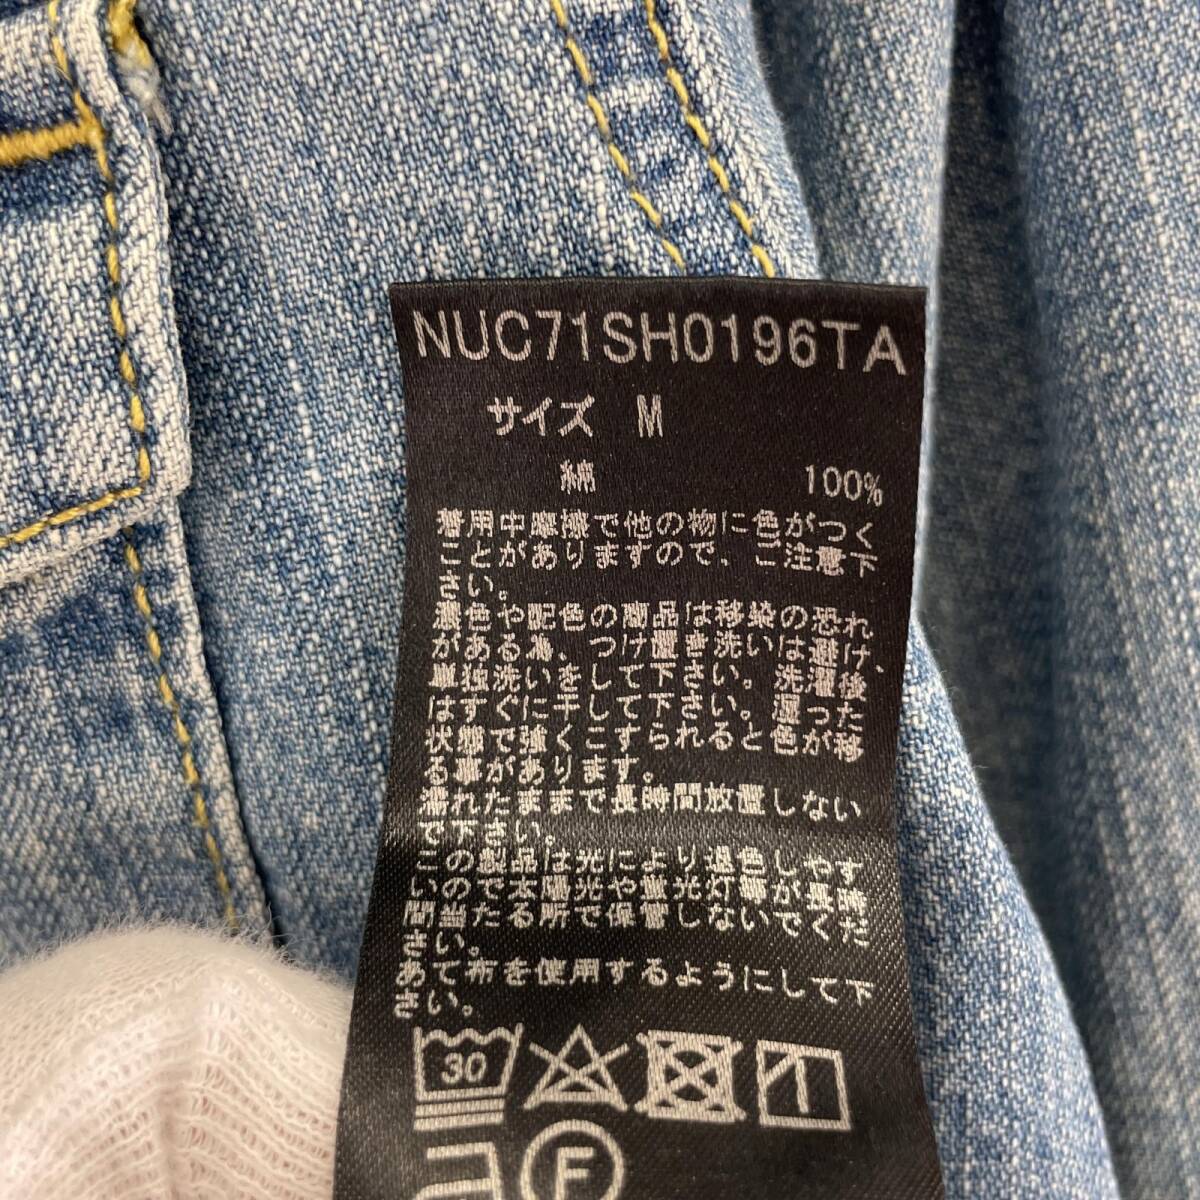 NUC71SH0196TA
サイズ M
綿 100%
着用中摩擦で他の物に色がつく
ことがありますので、ご注意下
さい。
濃色や配色の商品は移染の恐れ
がある為、つけ置き洗いは避け、
単独洗いをして下さい。洗濯後
はすぐに干して下さい。湿った
状態で強くこすられると色が移
る事があります。
濡れたままで長時間放置しない
で下さい。
この製品は光により退色しやす
いので太陽光や蛍光灯等が長時
間当たる所で保管しないでくだ
さい。
あて布を使用するようにして下
さい。
30
F